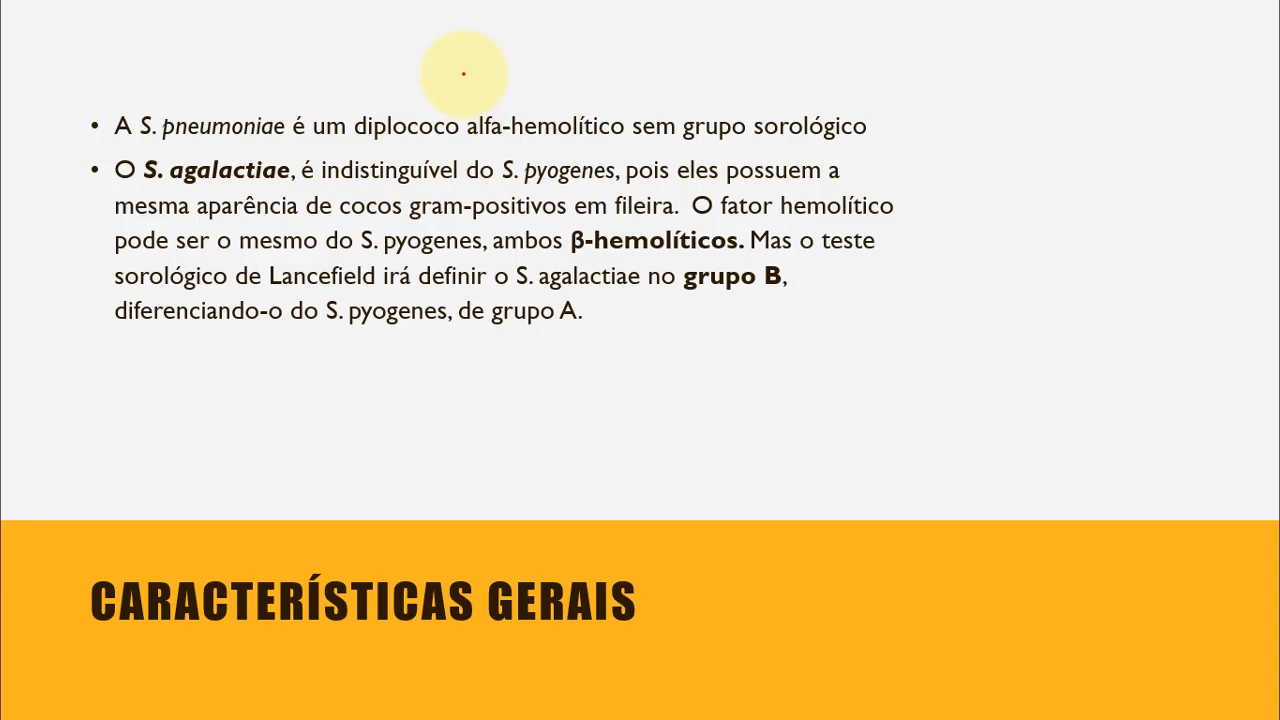 • A S. pneumoniae é um diplococo alfa-hemolítico sem grupo sorológico
• O S. agalactiae, é indistinguível do S. pyogenes, pois eles possuem a
mesma aparência de cocos gram-positivos em fileira.  O fator hemolítico
pode ser o mesmo do S. pyogenes, ambos β-hemolíticos. Mas o teste
sorológico de Lancefield irá definir o S. agalactiae no grupo B,
diferenciando-o do S. pyogenes, de grupo A.
CARACTERÍSTICAS GERAIS